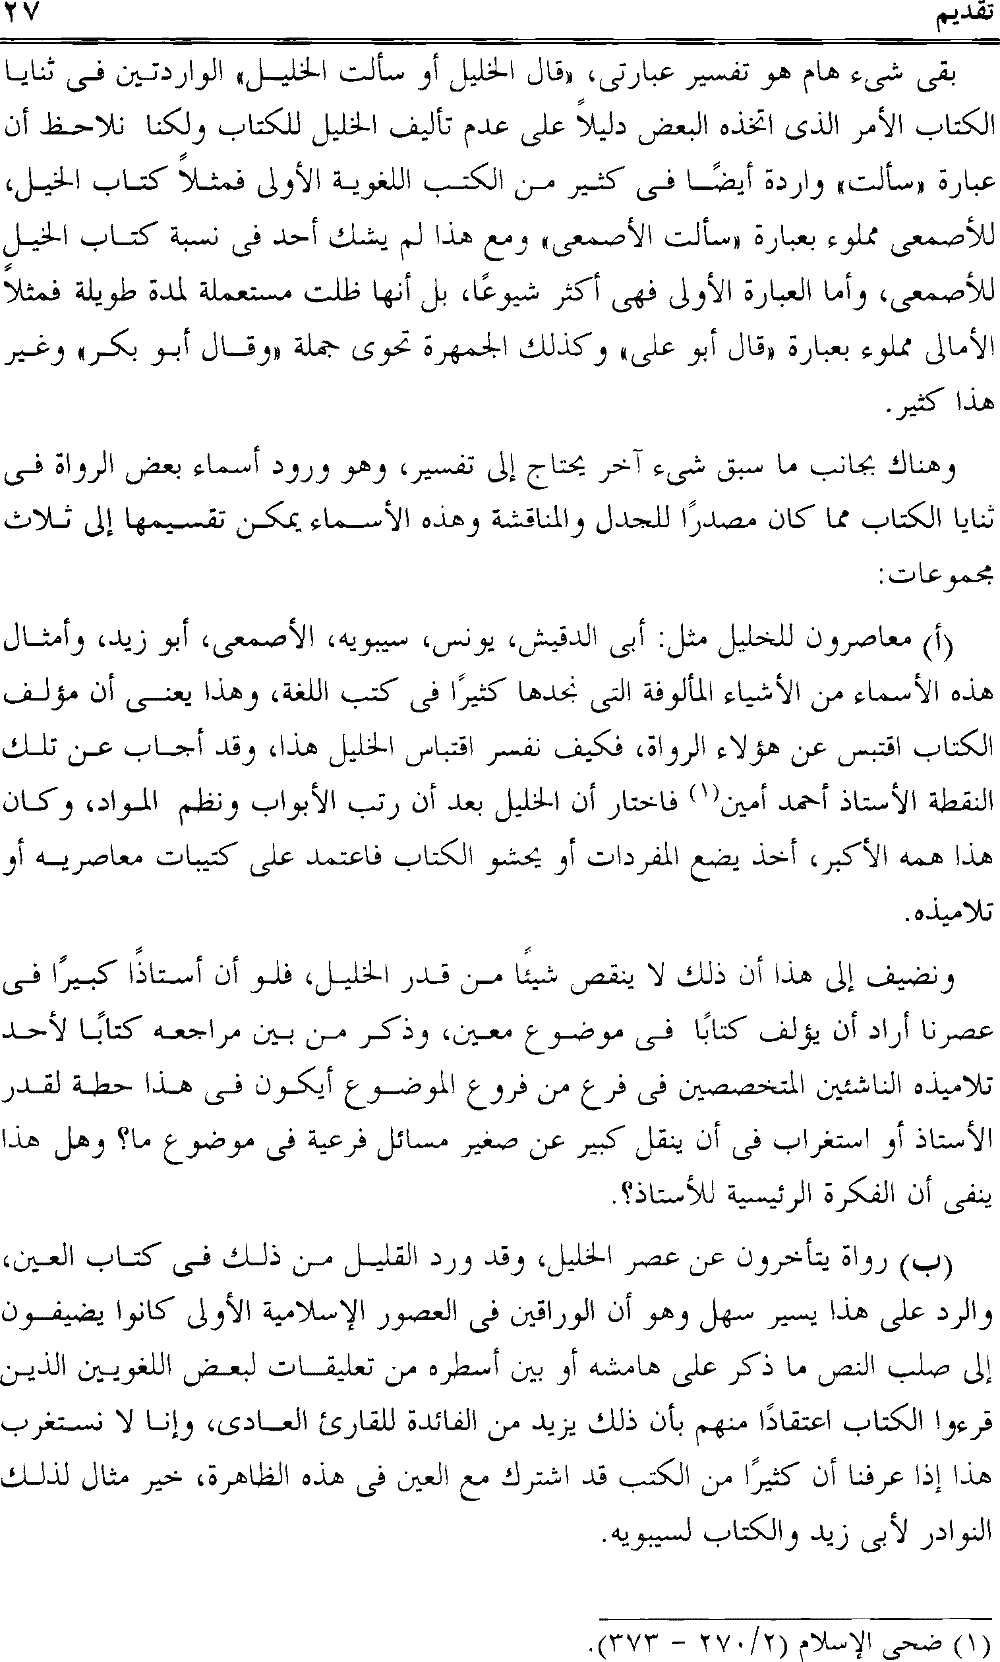 تقديم ٢٧
بقى شىء هام هو تفسير عبارتى، «قال الخليل أو سألت الخليل» الواردتين فى ثنايا
الكتاب الأمر الذى اتخذه البعض دليلاً على عدم تأليف الخليل للكتاب ولكنا نلاحظ أن
عبارة «سألت» واردة أيضًا فى كثير من الكتب اللغوية الأولى فمثلاً كتاب الخيل،
للأصمعى مملوء بعبارة «سألت الأصمعى» ومع هذا لم يشك أحد فى نسبة كتاب الخيل
للأصمعى، وأما العبارة الأولى فهى أكثر شيوعًا، بل أنها ظلت مستعملة لمدة طويلة فمثلاً
الأمالى مملوء بعبارة «قال أبو على» وكذلك الجمهرة تحوى جملة «وقال أبو بكر» وغير
هذا كثير.
وهناك بجانب ما سبق شىء آخر يحتاج إلى تفسير، وهو ورود أسماء بعض الرواة فى
ثنايا الكتاب مما كان مصدرًا للجدل والمناقشة وهذه الأسماء يمكن تقسيمها إلى ثلاث
مجموعات:
(أ) معاصرون للخليل مثل: أبى الدقيش، يونس، سيبويه، الأصمعى، أبو زيد، وأمثال
هذه الأسماء من الأشياء المألوفة التى نجدها كثيرًا فى كتب اللغة، وهذا يعنى أن مؤلف
الكتاب اقتبس عن هؤلاء الرواة، فكيف نفسر اقتباس الخليل هذا، وقد أجاب عن تلك
النقطة الأستاذ أحمد أمين(١) فاختار أن الخليل بعد أن رتب الأبواب ونظم المواد، وكان
هذا همه الأكبر، أخذ يضع المفردات أو يحشو الكتاب فاعتمد على كتيبات معاصريه أو
تلاميذه.
ونضيف إلى هذا أن ذلك لا ينقص شيئًا من قدر الخليل، فلو أن أستاذًا كبيرًا فى
عصرنا أراد أن يؤلف كتابًا فى موضوع معين، وذكر من بين مراجعه كتابًا لأحد
تلاميذه الناشئين المتخصصين فى فرع من فروع الموضوع أيكون فى هذا حطة لقدر
الأستاذ أو استغراب فى أن ينقل كبير عن صغير مسائل فرعية فى موضوع ما؟ وهل هذا
ينفى أن الفكرة الرئيسية للأستاذ؟.
(ب) رواة يتأخرون عن عصر الخليل، وقد ورد القليل من ذلك فى كتاب العين،
والرد على هذا يسير سهل وهو أن الوراقين فى العصور الإسلامية الأولى كانوا يضيفون
إلى صلب النص ما ذكر على هامشه أو بين أسطره من تعليقات لبعض اللغويين الذين
قرءوا الكتاب اعتقادًا منهم بأن ذلك يزيد من الفائدة للقارئ العادى، وإنا لا نستغرب
هذا إذا عرفنا أن كثيرًا من الكتب قد اشترك مع العين فى هذه الظاهرة، خير مثال لذلك
النوادر لأبى زيد والكتاب لسيبويه.
(١) ضحى الإسلام (٢/ ٢٧٠ - ٣٧٣).